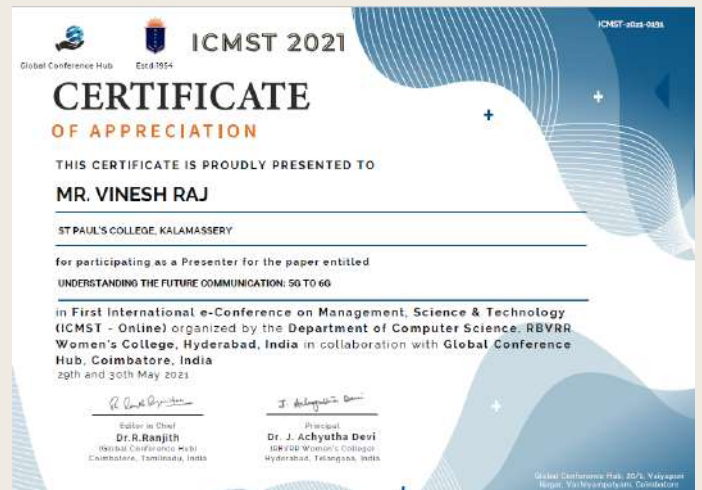 ICMST-2021-0191
ICMST 2021
Global Conference Hub
Estd.1954
CERTIFICATE
OF APPRECIATION
THIS CERTIFICATE IS PROUDLY PRESENTED TO
MR. VINESH RAJ
ST PAUL'S COLLEGE, KALAMASSERY
for participating as a Presenter for the paper entitled
UNDERSTANDING THE FUTURE COMMUNICATION: 5G TO 6G
in First International e-Conference on Management, Science & Technology
(ICMST - Online) organized by the Department of Computer Science, RBVRR
Women's College, Hyderabad, India in collaboration with Global Conference
Hub, Coimbatore, India
29th and 30th May 2021
J. Achyutha Devi
Editor in Chief
Dr.R.Ranjith
(Global Conference Hub)
Coimbatore, Tamilnadu, India
Principal
Dr. J. Achyutha Devi
(RBVRR Women's College)
Hyderabad, Telangana, India
Global Conference Hub, 20/1,
Coimbatore